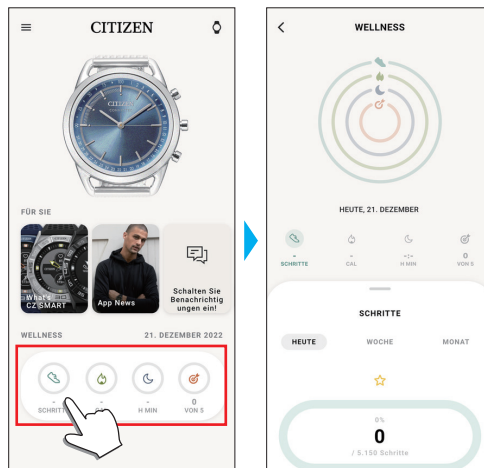 CITIZEN
CITIZEN
FÜR SIE
What's
CZ SMART
App News
Schalten Sie
Benachrichtig
ungen ein!
WELLNESS
21. DEZEMBER 2022
-
-
-
0
SCHRITT
H MIN
VON 5
WELLNESS
HEUTE, 21. DEZEMBER
-
-
-:-
0
SCHRITTE
CAL
H MIN
VON 5
SCHRITTE
HEUTE
WOCHE
MONAT
0%
0
/ 5.150 Schritte